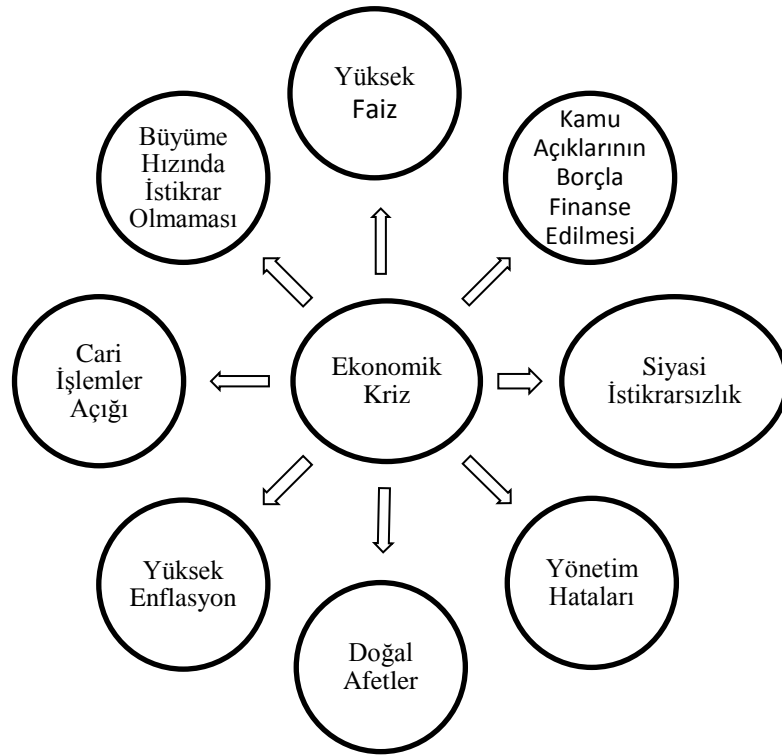 Yüksek
Faiz
Kamu
Açıklarının
Borçla
Finanse
Edilmesi
Siyasi
İstikrarsızlık
Yönetim
Hataları
Doğal
Afetler
Yüksek
Enflasyon
Cari
İşlemler
Açığı
Büyüme
Hızında
İstikrar
Olmaması
Ekonomik
Kriz